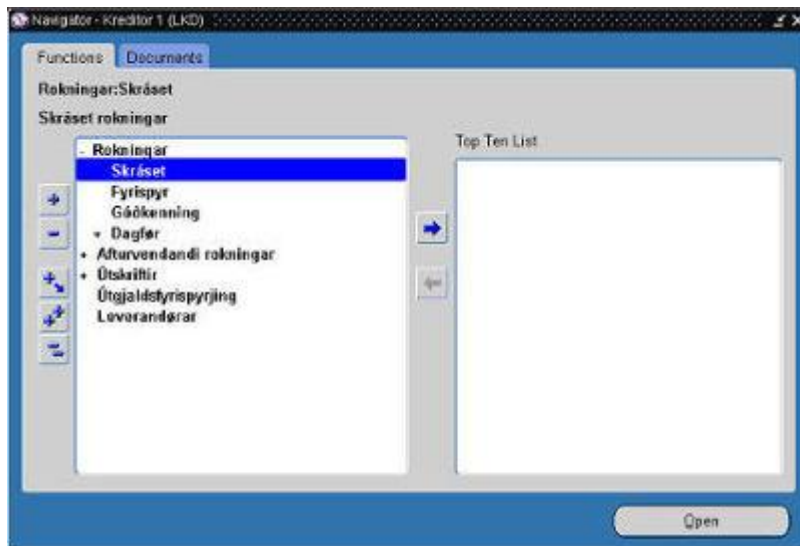 Navigator - Kreditor 1 (LKD)
Functions
Documents
Rokningar:Skráset
Skráset rokningar
Top Ten List
- Rokningar
Skráset
Fyrispyr
Góðkenning
+ Dagfør
+ Afturvendandi rokningar
+ Útskriftir
Útgjaldsfyrispyrjing
Leverandørar
Open